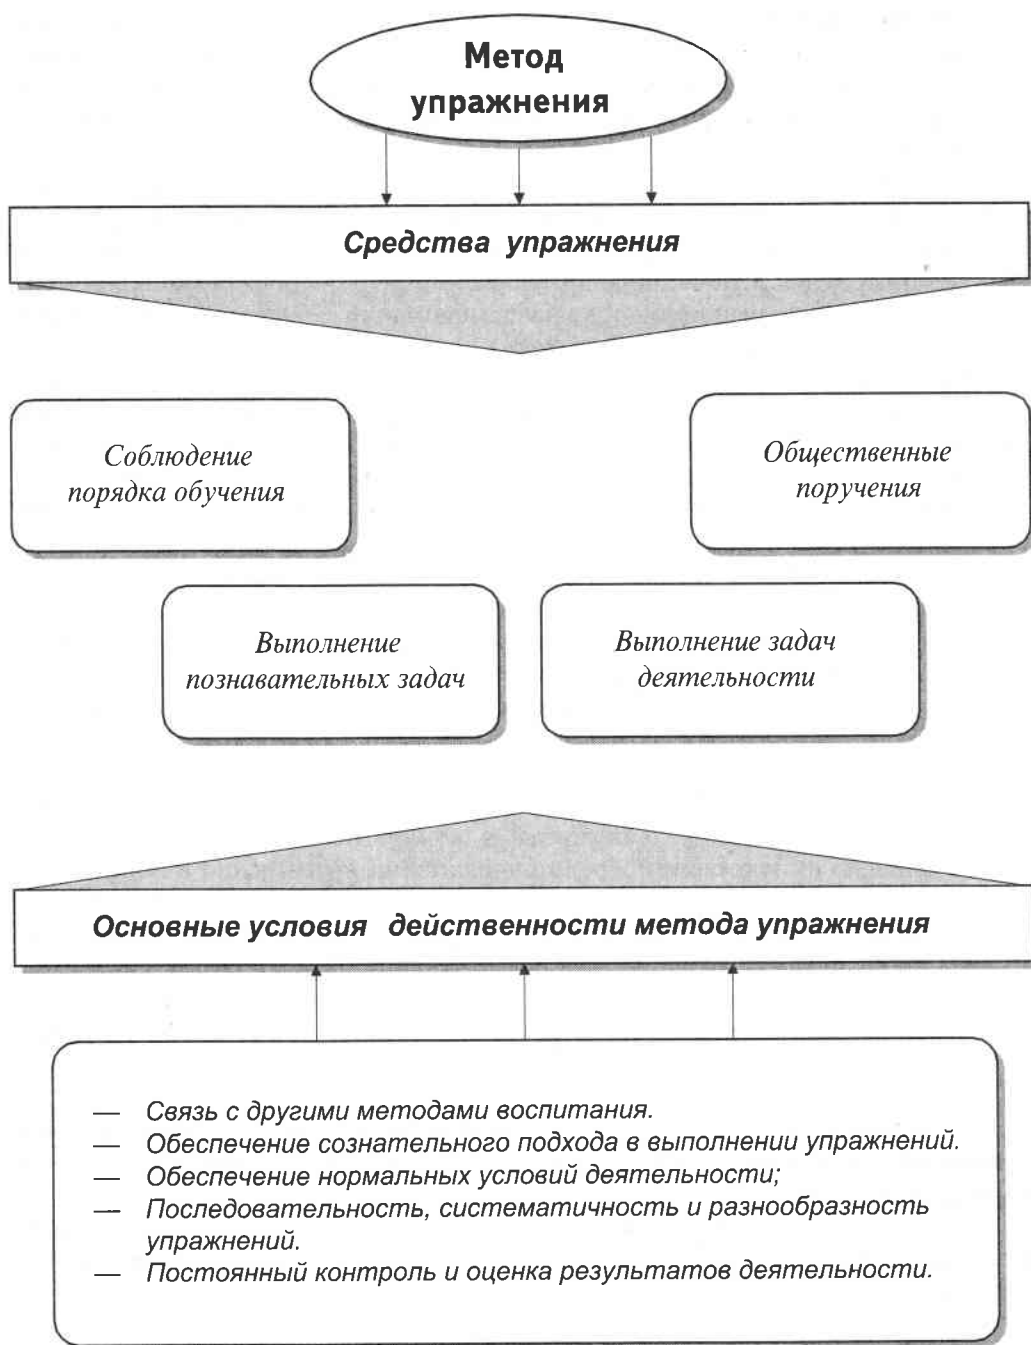 Метод
упражнения
Средства упражнения
Соблюдение
порядка обучения
Общественные
поручения
Выполнение
познавательных задач
Выполнение задач
деятельности
Основные условия действенности метода упражнения
— Связь с другими методами воспитания.
— Обеспечение сознательного подхода в выполнении упражнений.
— Обеспечение нормальных условий деятельности;
— Последовательность, систематичность и разнообразность
упражнений.
— Постоянный контроль и оценка результатов деятельности.